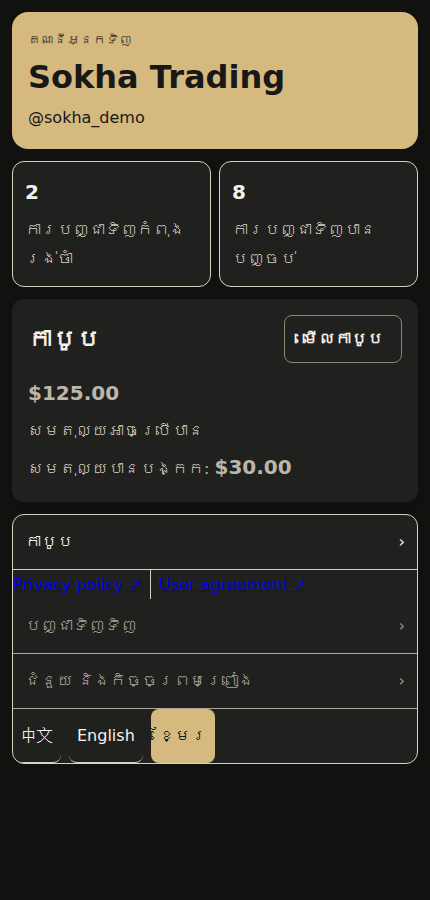 គណនីអ្នកទិញ
Sokha Trading
@sokha_demo
2
ការបញ្ជាទិញកំពុង
រង់ចាំ
8
ការបញ្ជាទិញបាន
បញ្ចប់
កាបូប
មើលកាបូប
$125.00
សមតុល្យអាចប្រើបាន
សមតុល្យបានបង្កក: $30.00
កាបូប ›
Privacy policy ↗ User agreement ↗
បញ្ជាទិញទិញ ›
ជំនួយ និងកិច្ចព្រមព្រៀង ›
中文 English ខ្មែរ